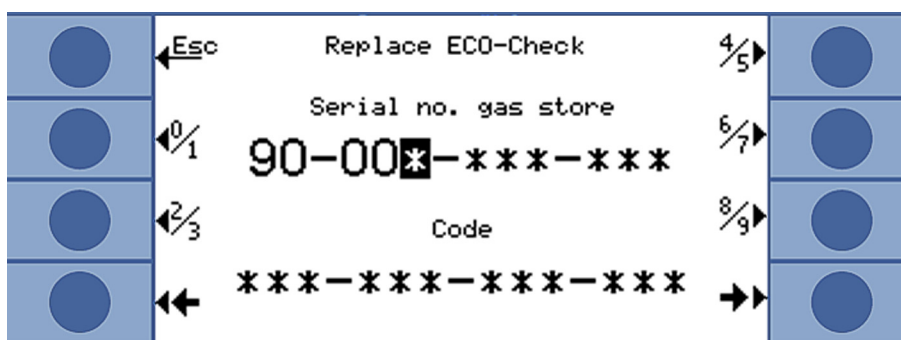 Esc
Replace ECO-Check
4/5
Serial no. gas store
0/1
6/7
90-00*-***-***
2/3
8/9
Code
***-***-***-***